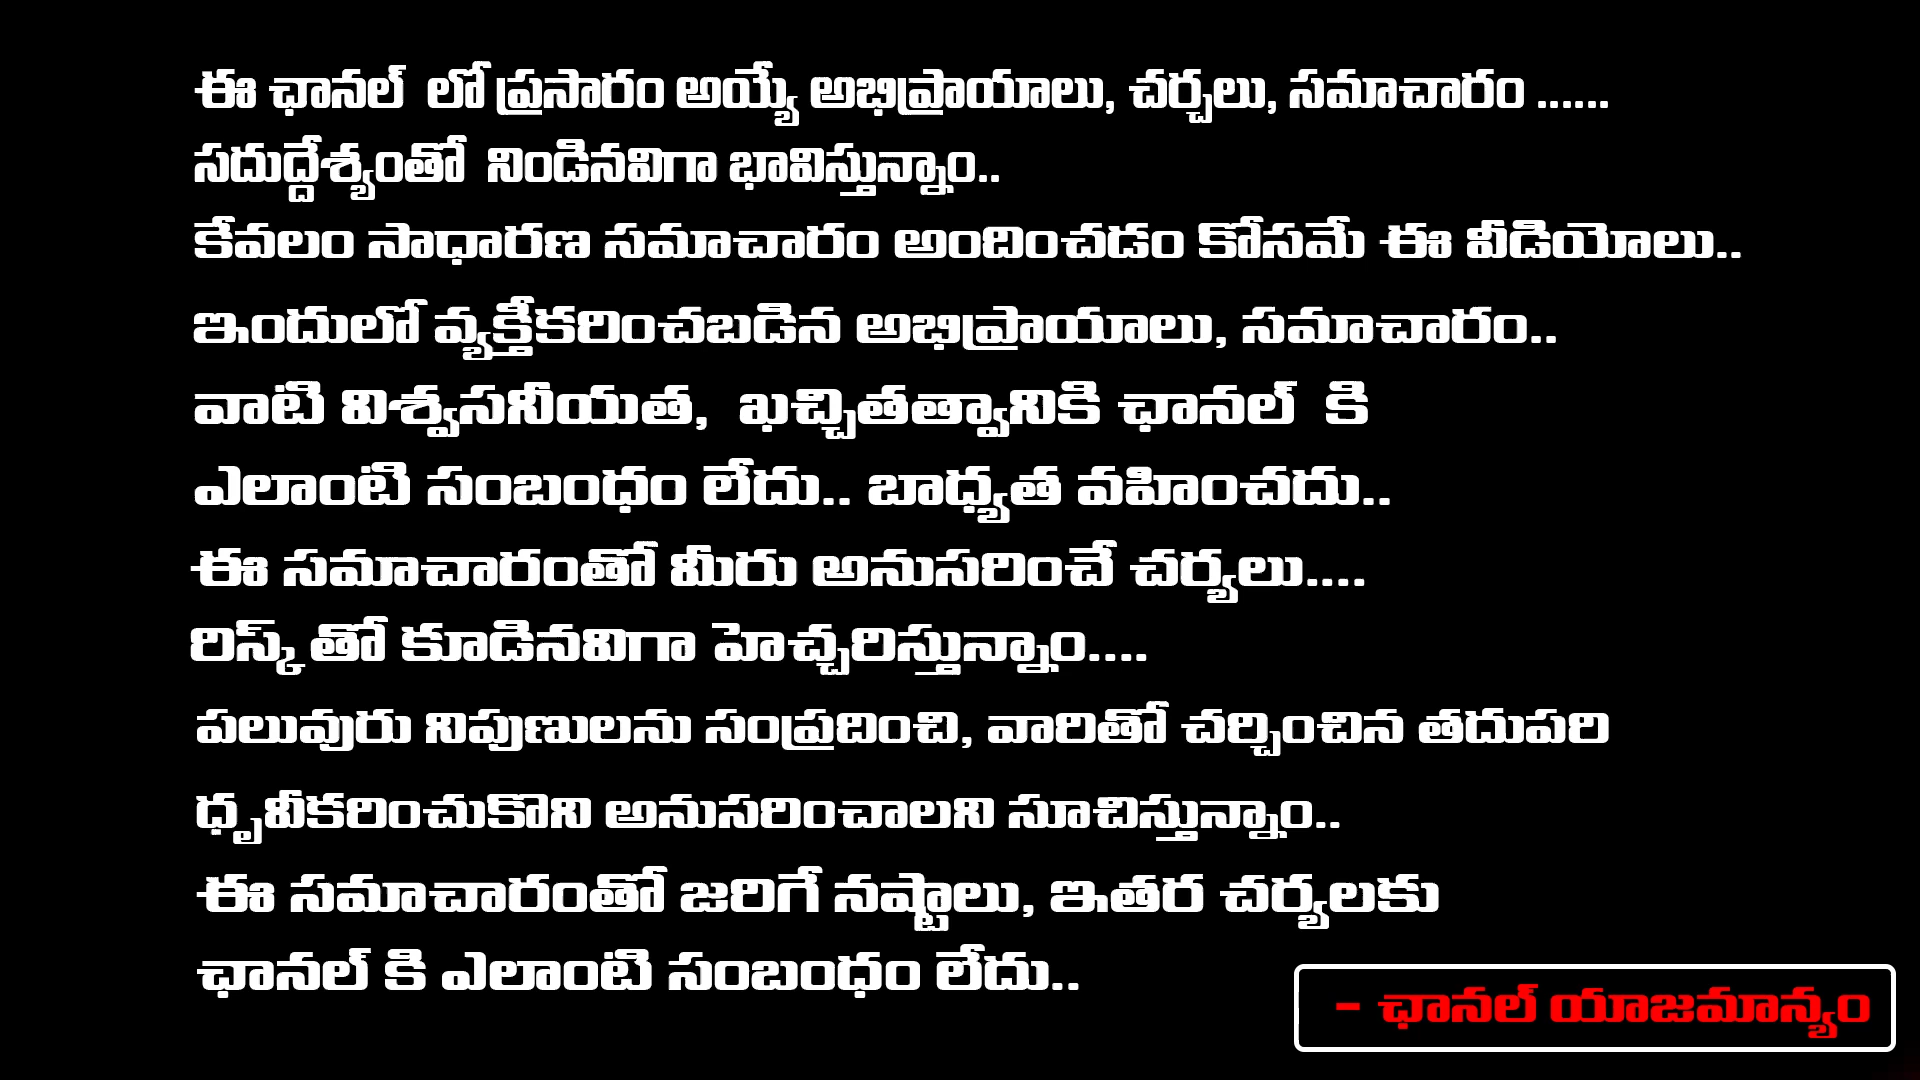 ఈ ఛానల్ లో ప్రసారం అయ్యే అభిప్రాయాలు, చర్చలు, సమాచారం ......
సదుద్దేశ్యంతో నిండినవిగా భావిస్తున్నాం..
కేవలం సాధారణ సమాచారం అందించడం కోసమే ఈ వీడియోలు..
ఇందులో వ్యక్తీకరించబడిన అభిప్రాయాలు, సమాచారం..
వాటి విశ్వసనీయత, ఖచ్చితత్వానికి ఛానల్ కి
ఎలాంటి సంబంధం లేదు.. బాధ్యత వహించదు..
ఈ సమాచారంతో మీరు అనుసరించే చర్యలు....
రిస్క్ తో కూడినవిగా హెచ్చరిస్తున్నాం....
పలువురు నిపుణులను సంప్రదించి, వారితో చర్చించిన తదుపరి
ధృవీకరించుకొని అనుసరించాలని సూచిస్తున్నాం..
ఈ సమాచారంతో జరిగే నష్టాలు, ఇతర చర్యలకు
ఛానల్ కి ఎలాంటి సంబంధం లేదు..
- ఛానల్ యాజమాన్యం